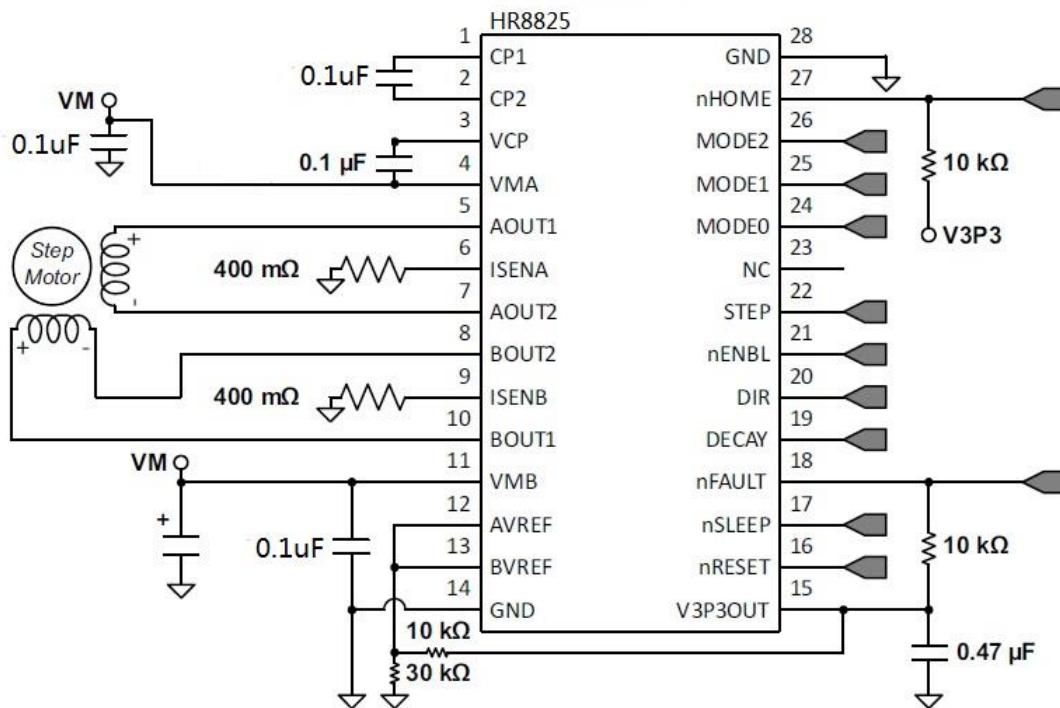 HR8825
1 CP1
2 CP2
3 VCP
4 VMA
5 AOUT1
6 ISENA
7 AOUT2
8 BOUT2
9 ISENB
10 BOUT1
11 VMB
12 AVREF
13 BVREF
14 GND
28 GND
27 nHOME
26 MODE2
25 MODE1
24 MODE0
23 NC
22 STEP
21 nENBL
20 DIR
19 DECAY
18 nFAULT
17 nSLEEP
16 nRESET
15 V3P3OUT
0.1uF
VM
0.1uF
0.1 µF
Step
Motor
+
-
+ -
400 mΩ
400 mΩ
VM
+
0.1uF
10 kΩ
30 kΩ
10 kΩ
V3P3
10 kΩ
0.47 µF